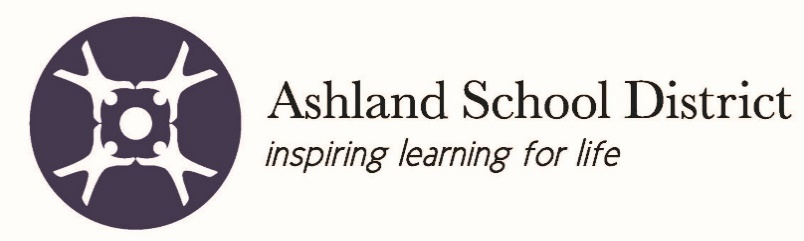 Ashland School District
inspiring learning for life